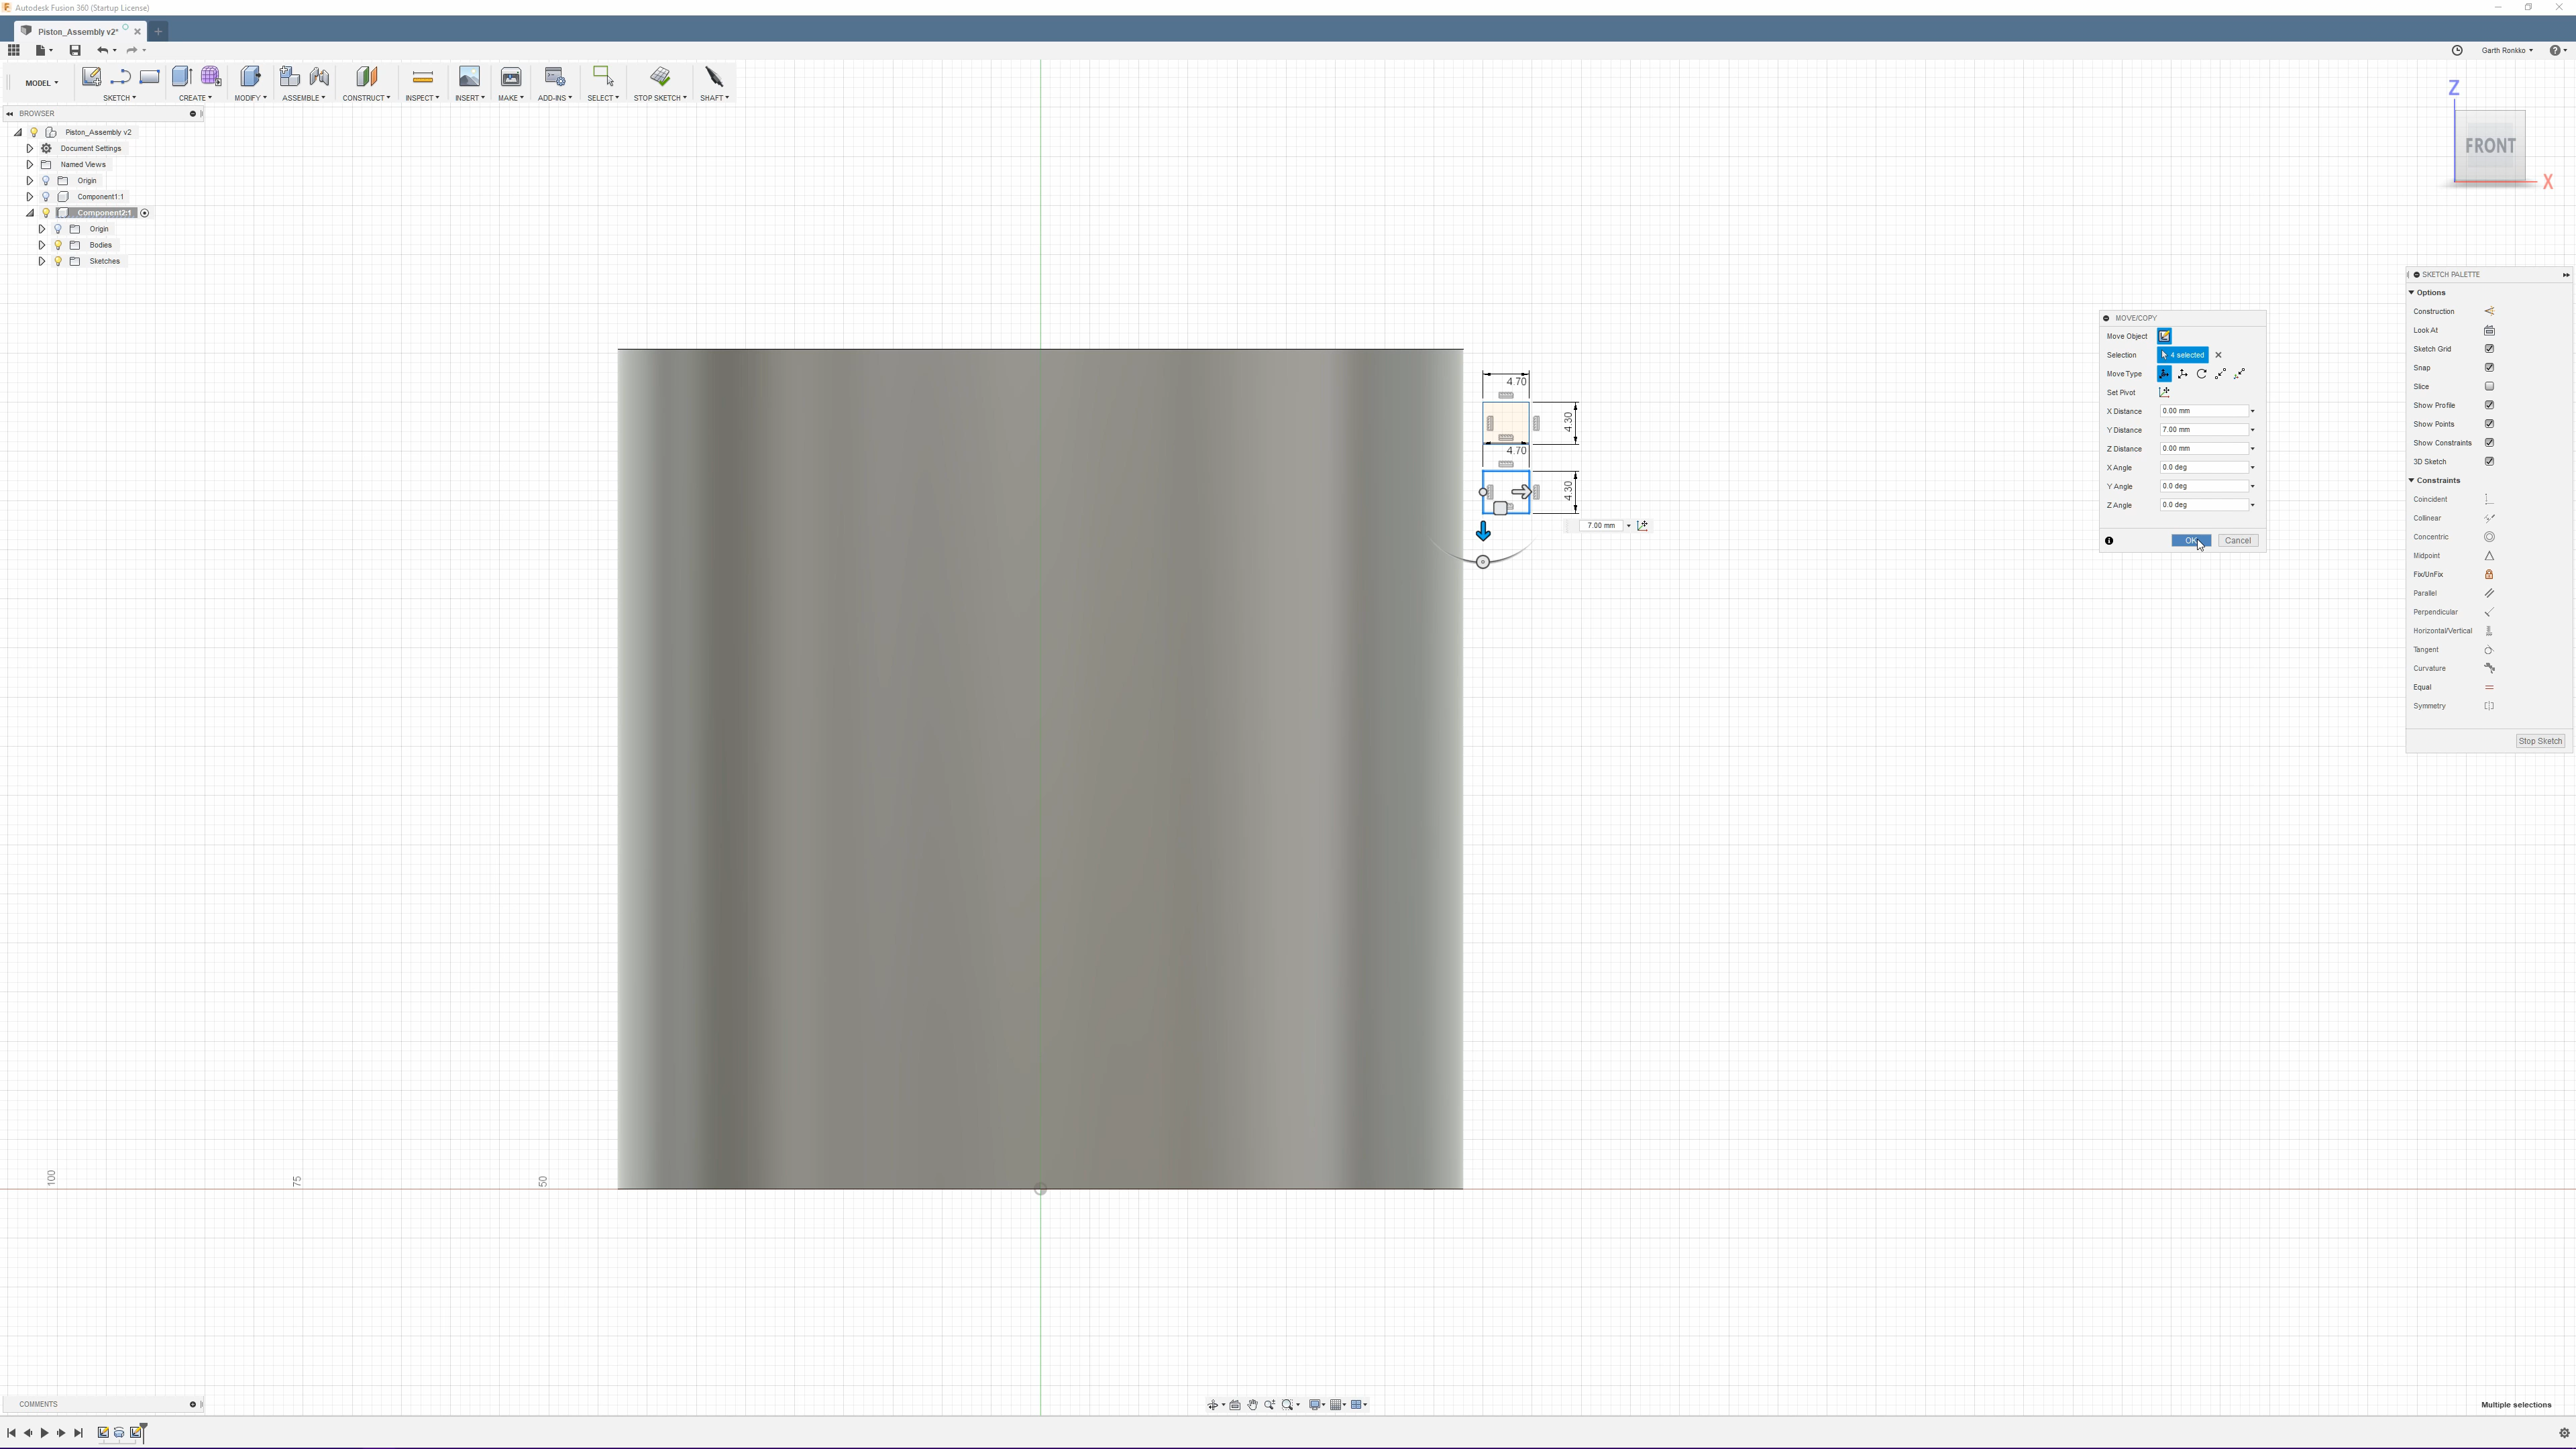 Autodesk Fusion 360 (Startup License)
Piston_Assembly v2*
Garth Ronkko
MODEL
SKETCH
CREATE
MODIFY
ASSEMBLE
CONSTRUCT
INSPECT
INSERT
MAKE
ADD-INS
SELECT
STOP SKETCH
SHAFT
BROWSER
Piston_Assembly v2
Document Settings
Named Views
Origin
Component1:1
Component2:1
Origin
Bodies
Sketches
Z
FRONT
X
4.70
4.30
4.70
4.30
7.00 mm
MOVE/COPY
Move Object
Selection 4 selected
Move Type
Set Pivot
X Distance 0.00 mm
Y Distance 7.00 mm
Z Distance 0.00 mm
X Angle 0.0 deg
Y Angle 0.0 deg
Z Angle 0.0 deg
OK Cancel
SKETCH PALETTE
Options
Construction
Look At
Sketch Grid
Snap
Slice
Show Profile
Show Points
Show Constraints
3D Sketch
Constraints
Coincident
Collinear
Concentric
Midpoint
Fix/UnFix
Parallel
Perpendicular
Horizontal/Vertical
Tangent
Curvature
Equal
Symmetry
Stop Sketch
100
75
50
COMMENTS
Multiple selections